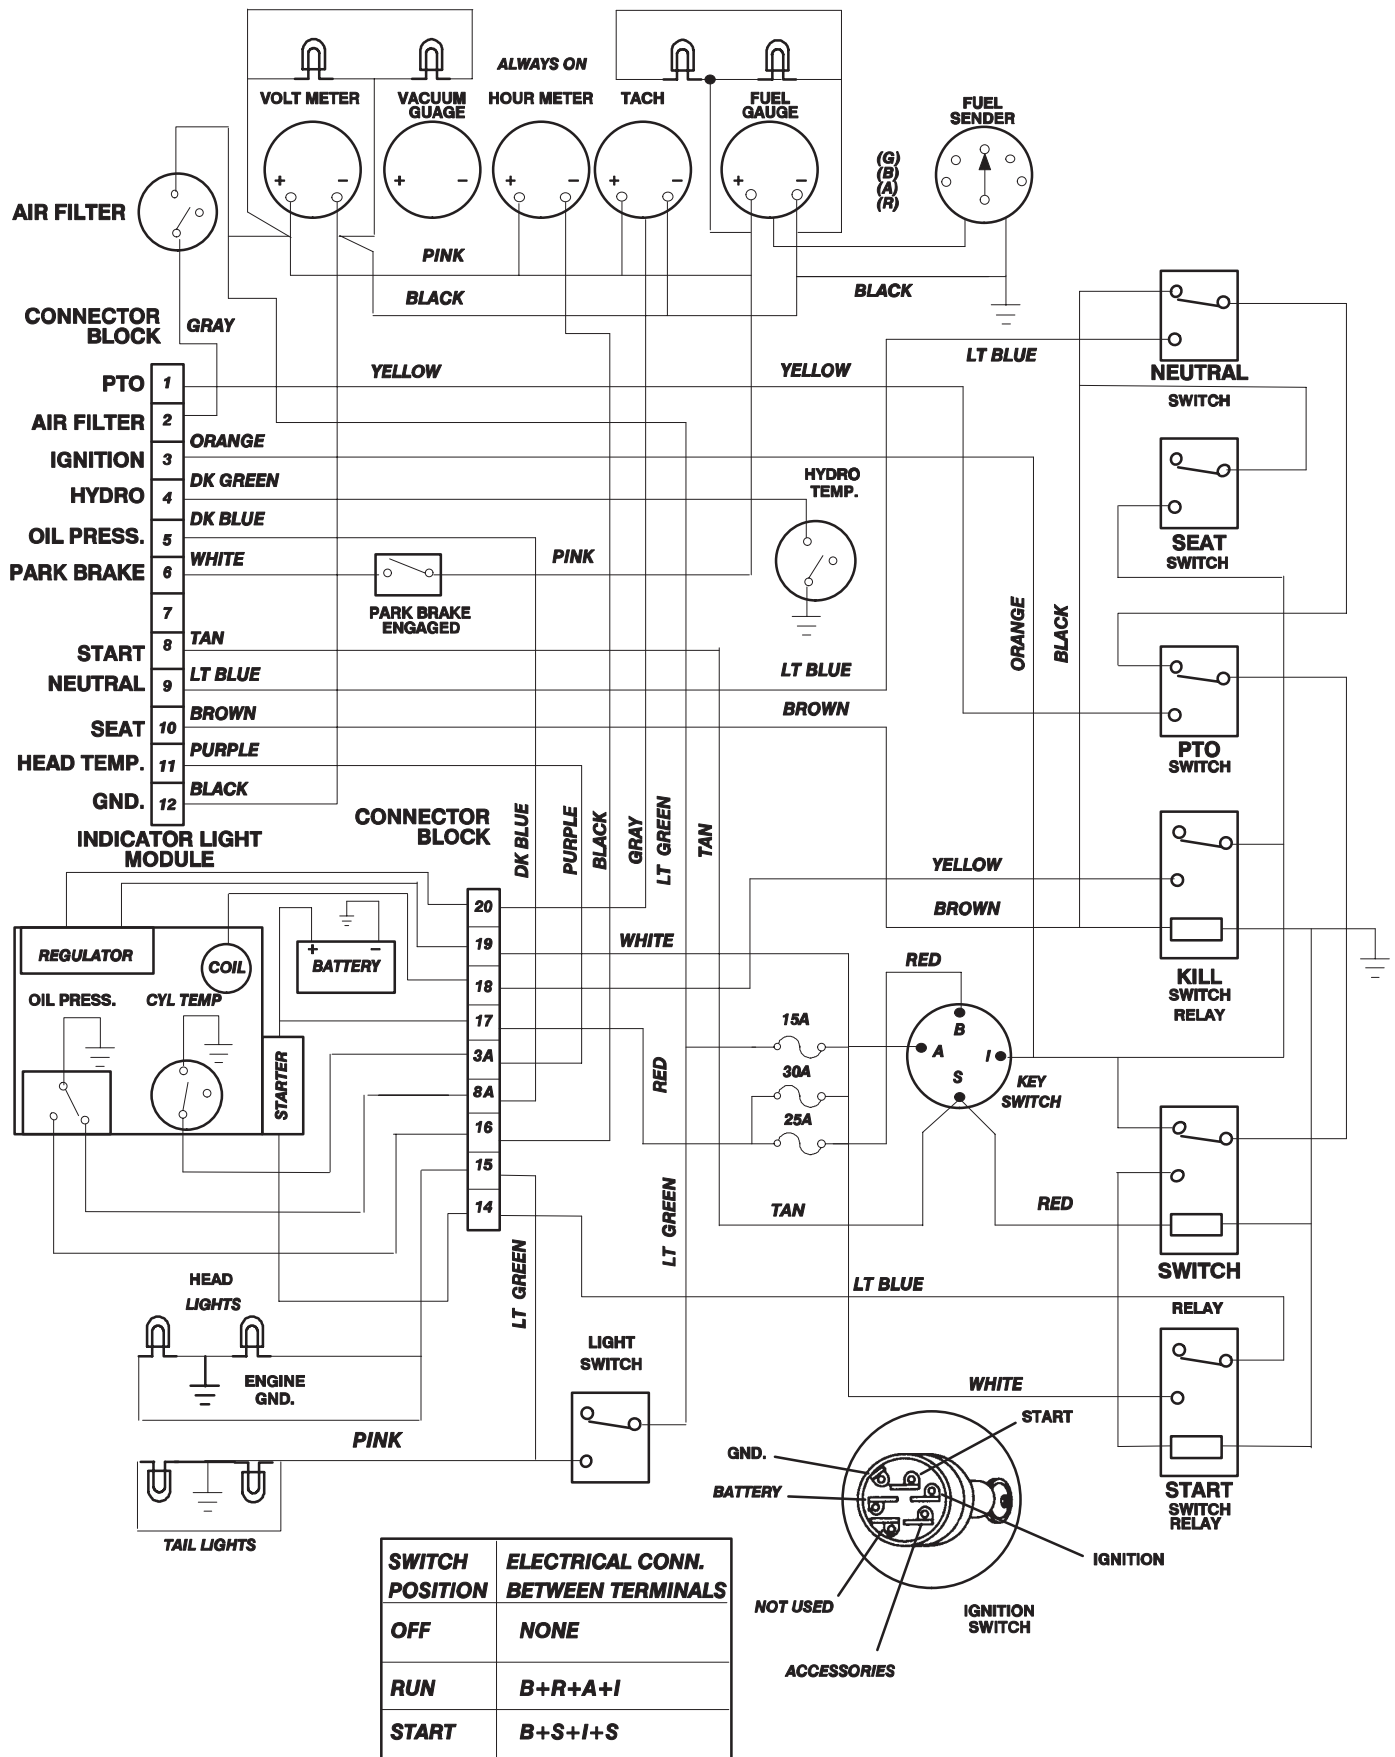 ALWAYS ON
VOLT METER
VACUUM
GUAGE
HOUR METER
TACH
FUEL
GAUGE
FUEL
SENDER
(G)
(B)
(A)
(R)
+ −
+ −
+ −
+ −
+ −
AIR FILTER
PINK
BLACK
BLACK
CONNECTOR
BLOCK
GRAY
LT BLUE
NEUTRAL
SWITCH
PTO 1
YELLOW
YELLOW
AIR FILTER 2
ORANGE
IGNITION 3
DK GREEN
HYDRO 4
DK BLUE
OIL PRESS. 5
WHITE
PARK BRAKE 6
7
TAN
START 8
LT BLUE
NEUTRAL 9
BROWN
SEAT 10
PURPLE
HEAD TEMP. 11
BLACK
GND. 12
INDICATOR LIGHT
MODULE
HYDRO
TEMP.
PINK
PARK BRAKE
ENGAGED
SEAT
SWITCH
ORANGE
BLACK
LT BLUE
BROWN
PTO
SWITCH
CONNECTOR
BLOCK
DK BLUE
PURPLE
BLACK
GRAY
LT GREEN
TAN
YELLOW
BROWN
KILL
SWITCH
RELAY
REGULATOR
COIL
+ −
BATTERY
OIL PRESS.
CYL TEMP
STARTER
20
19
18
17
3A
8A
16
15
14
WHITE
RED
RED
15A
30A
25A
B
A
I
S
KEY
SWITCH
LT GREEN
TAN
RED
SWITCH
RELAY
LT GREEN
LT BLUE
HEAD
LIGHTS
ENGINE
GND.
LIGHT
SWITCH
WHITE
START
SWITCH
RELAY
PINK
TAIL LIGHTS
START
GND.
BATTERY
IGNITION
NOT USED
IGNITION
SWITCH
ACCESSORIES
SWITCH
POSITION
ELECTRICAL CONN.
BETWEEN TERMINALS
OFF NONE
RUN B+R+A+I
START B+S+I+S